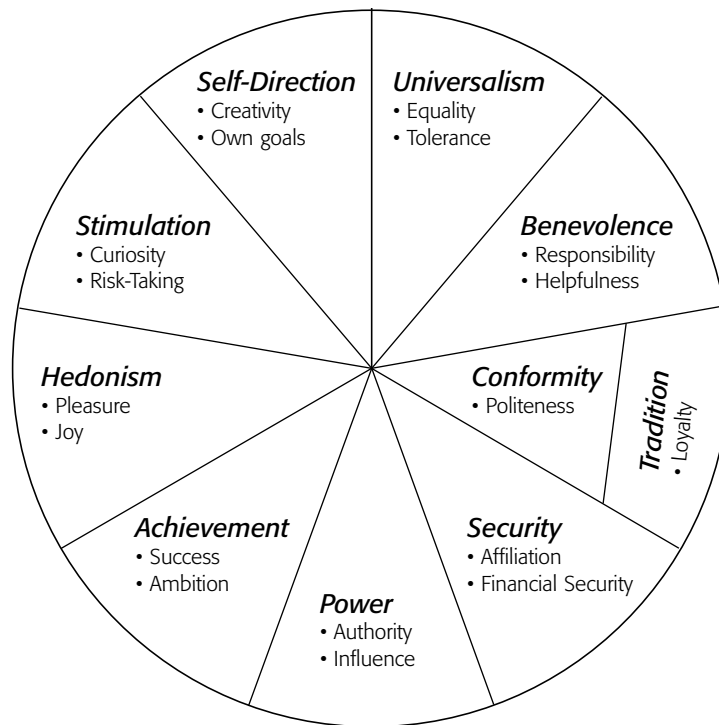 Self-Direction
• Creativity
• Own goals
Universalism
• Equality
• Tolerance
Stimulation
• Curiosity
• Risk-Taking
Benevolence
• Responsibility
• Helpfulness
Hedonism
• Pleasure
• Joy
Conformity
• Politeness
Tradition
• Loyalty
Achievement
• Success
• Ambition
Security
• Affiliation
• Financial Security
Power
• Authority
• Influence